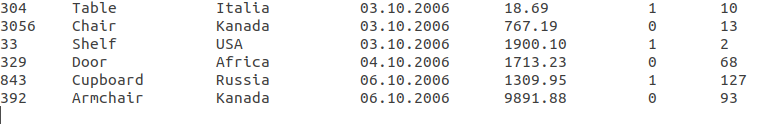 304 Table Italia 03.10.2006 18.69 1 10
3056 Chair Kanada 03.10.2006 767.19 0 13
33 Shelf USA 03.10.2006 1900.10 1 2
329 Door Africa 04.10.2006 1713.23 0 68
843 Cupboard Russia 06.10.2006 1309.95 1 127
392 Armchair Kanada 06.10.2006 9891.88 0 93